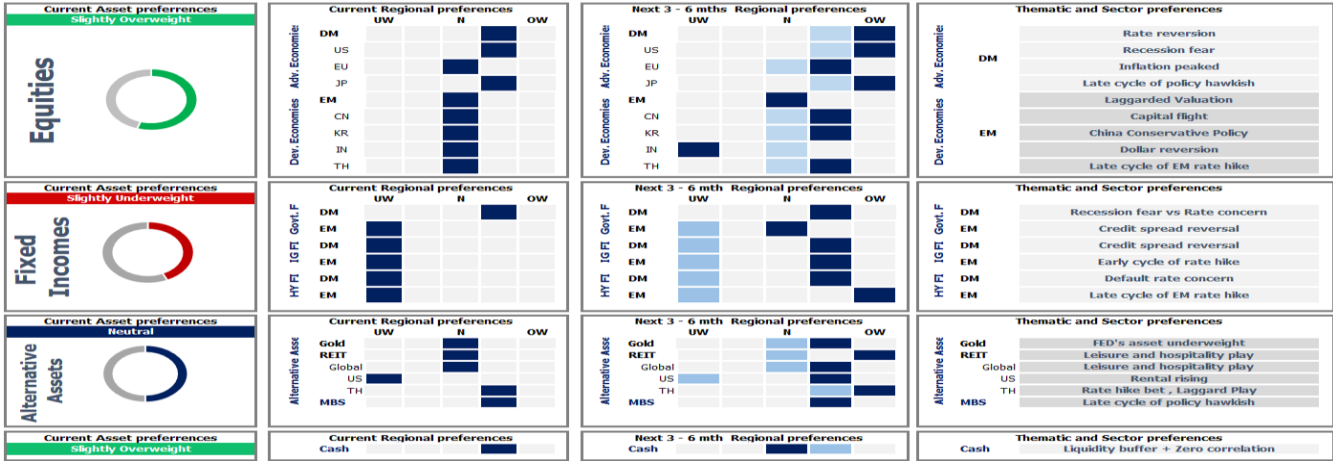 Current Asset preferrences
Slightly Overweight
Equities
Current Regional preferences
UW N OW
Adv. Economies
DM
US
EU
JP
Dev. Economies
EM
CN
KR
IN
TH
Next 3 - 6 mths Regional preferences
UW N OW
Adv. Economies
DM
US
EU
JP
Dev. Economies
EM
CN
KR
IN
TH
Thematic and Sector preferences
Adv. Economies
DM
Rate reversion
Recession fear
Inflation peaked
Late cycle of policy hawkish
Dev. Economies
EM
Laggarded Valuation
Capital flight
China Conservative Policy
Dollar reversion
Late cycle of EM rate hike
Current Asset preferrences
Slightly Underweight
Fixed
Incomes
Current Regional preferences
Govt. F
DM
EM
IG FI
DM
EM
HY FI
DM
EM
Next 3 - 6 mth Regional preferences
Govt. F
DM
EM
IG FI
DM
EM
HY FI
DM
EM
Thematic and Sector preferences
Govt. F
DM Recession fear vs Rate concern
EM Credit spread reversal
IG FI
DM Credit spread reversal
EM Early cycle of rate hike
HY FI
DM Default rate concern
EM Late cycle of EM rate hike
Current Asset preferrences
Neutral
Alternative
Assets
Current Regional preferences
UW N OW
Alternative Asse
Gold
REIT
Global
US
TH
MBS
Next 3 - 6 mth Regional preferences
UW N OW
Alternative Asse
Gold
REIT
Global
US
TH
MBS
Thematic and Sector preferences
Alternative Asse
Gold FED's asset underweight
REIT Leisure and hospitality play
Global Leisure and hospitality play
US Rental rising
TH Rate hike bet , Laggard Play
MBS Late cycle of policy hawkish
Current Asset preferrences
Slightly Overweight
Current Regional preferences
Cash
Next 3 - 6 mth Regional preferences
Cash
Thematic and Sector preferences
Cash Liquidity buffer + Zero correlation